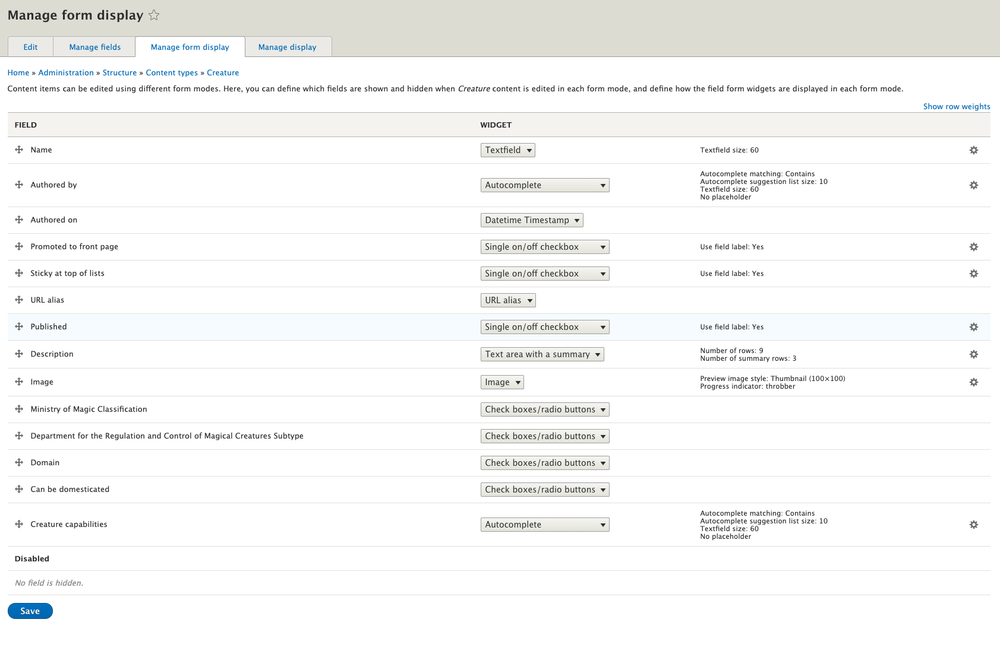 Manage form display
Edit
Manage fields
Manage form display
Manage display
Home » Administration » Structure » Content types » Creature
Content items can be edited using different form modes. Here, you can define which fields are shown and hidden when Creature content is edited in each form mode, and define how the field form widgets are displayed in each form mode.
Show row weights
FIELD WIDGET
Name Textfield Textfield size: 60
Authored by Autocomplete Autocomplete matching: Contains
Autocomplete suggestion list size: 10
Textfield size: 60
No placeholder
Authored on Datetime Timestamp
Promoted to front page Single on/off checkbox Use field label: Yes
Sticky at top of lists Single on/off checkbox Use field label: Yes
URL alias URL alias
Published Single on/off checkbox Use field label: Yes
Description Text area with a summary Number of rows: 9
Number of summary rows: 3
Image Image Preview image style: Thumbnail (100×100)
Progress indicator: throbber
Ministry of Magic Classification Check boxes/radio buttons
Department for the Regulation and Control of Magical Creatures Subtype Check boxes/radio buttons
Domain Check boxes/radio buttons
Can be domesticated Check boxes/radio buttons
Creature capabilities Autocomplete Autocomplete matching: Contains
Autocomplete suggestion list size: 10
Textfield size: 60
No placeholder
Disabled
No field is hidden.
Save